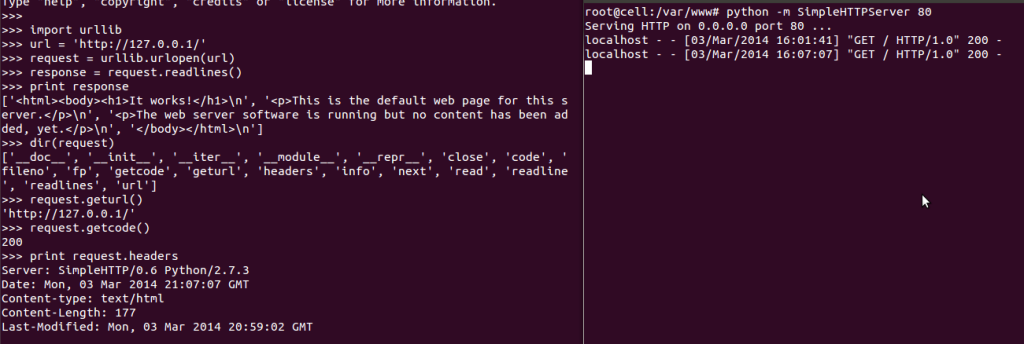 Type "help", "copyright", "credits" or "license" for more information.
>>>
>>> import urllib
>>> url = 'http://127.0.0.1/'
>>> request = urllib.urlopen(url)
>>> response = request.readlines()
>>> print response
['<html><body><h1>It works!</h1>\n', '<p>This is the default web page for this s
erver.</p>\n', '<p>The web server software is running but no content has been ad
ded, yet.</p>\n', '</body></html>\n']
>>> dir(request)
['__doc__', '__init__', '__iter__', '__module__', '__repr__', 'close', 'code', '
fileno', 'fp', 'getcode', 'geturl', 'headers', 'info', 'next', 'read', 'readline
', 'readlines', 'url']
>>> request.geturl()
'http://127.0.0.1/'
>>> request.getcode()
200
>>> print request.headers
Server: SimpleHTTP/0.6 Python/2.7.3
Date: Mon, 03 Mar 2014 21:07:07 GMT
Content-type: text/html
Content-Length: 177
Last-Modified: Mon, 03 Mar 2014 20:59:02 GMT
root@cell:/var/www# python -m SimpleHTTPServer 80
Serving HTTP on 0.0.0.0 port 80 ...
localhost - - [03/Mar/2014 16:01:41] "GET / HTTP/1.0" 200 -
localhost - - [03/Mar/2014 16:07:07] "GET / HTTP/1.0" 200 -